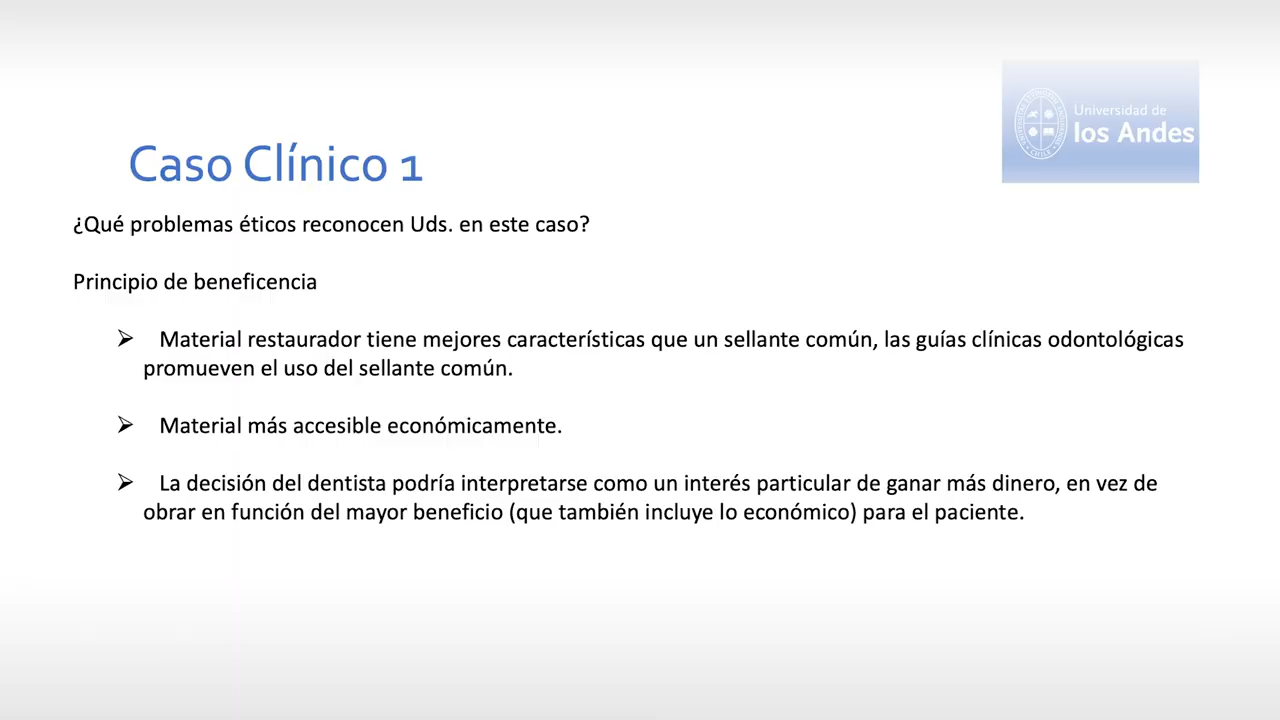 Universidad de
los Andes
Caso Clínico 1
¿Qué problemas éticos reconocen Uds. en este caso?
Principio de beneficencia
➢ Material restaurador tiene mejores características que un sellante común, las guías clínicas odontológicas
promueven el uso del sellante común.
➢ Material más accesible económicamente.
➢ La decisión del dentista podría interpretarse como un interés particular de ganar más dinero, en vez de
obrar en función del mayor beneficio (que también incluye lo económico) para el paciente.